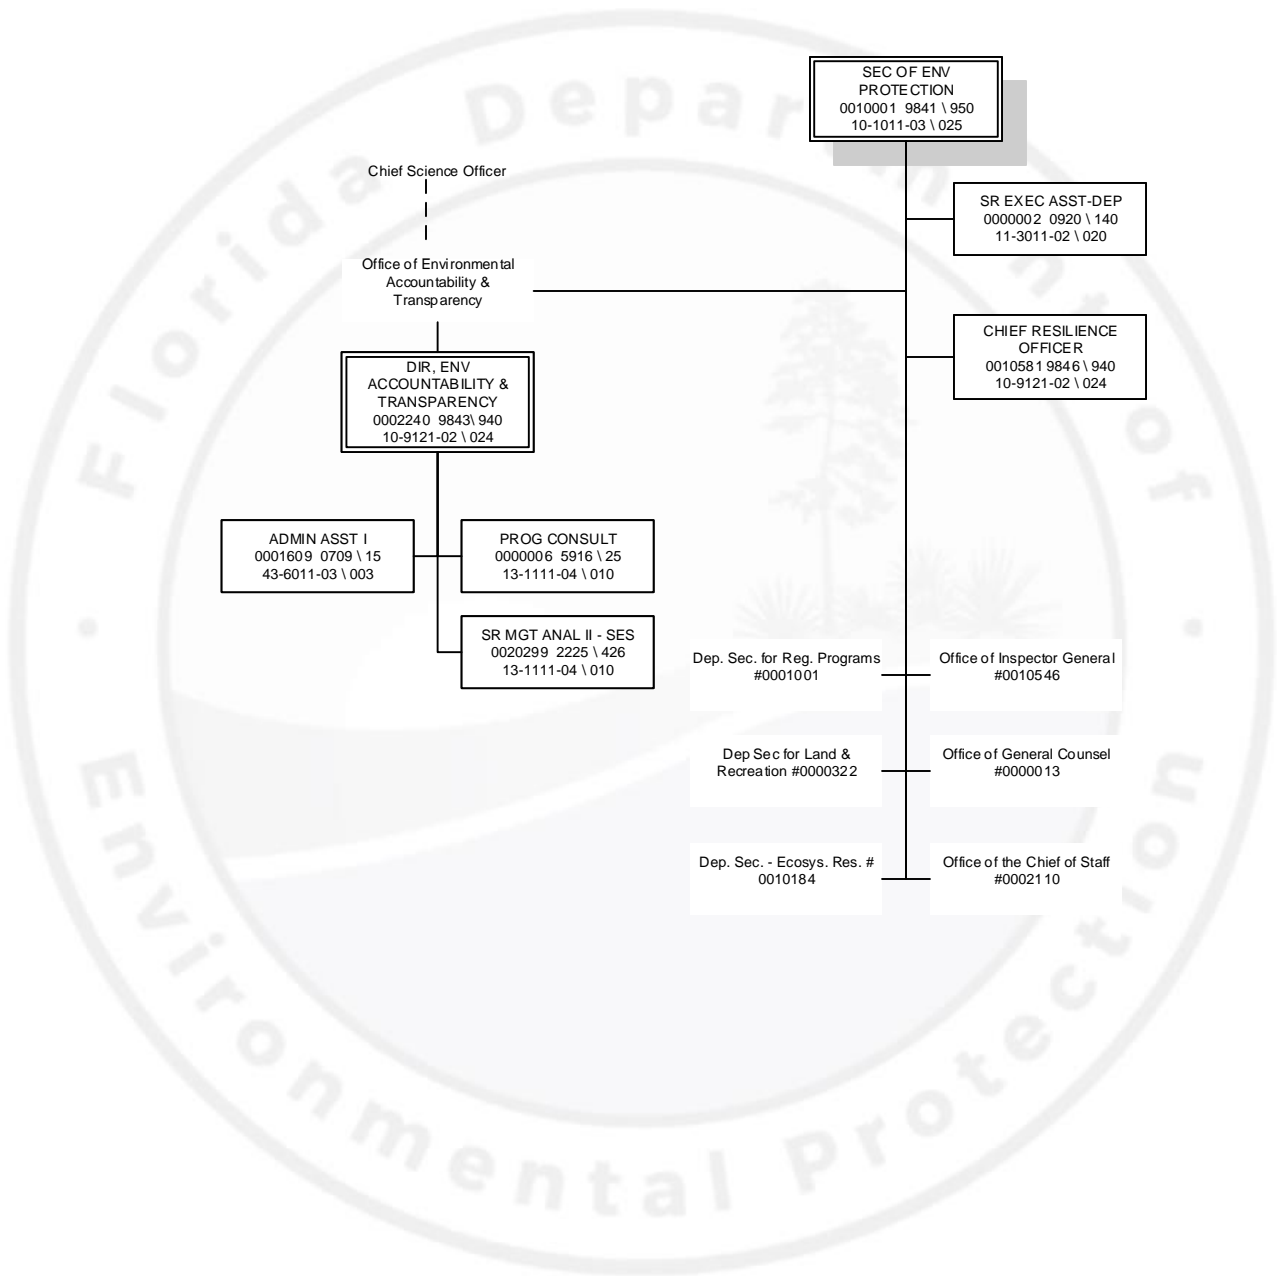 Florida Department of
SEC OF ENV
PROTECTION
0010001 9841 \ 950
10-1011-03 \ 025
Chief Science Officer
SR EXEC ASST-DEP
0000002 0920 \ 140
11-3011-02 \ 020
Office of Environmental
Accountability &
Transparency
CHIEF RESILIENCE
OFFICER
0010581 9846 \ 940
10-9121-02 \ 024
DIR, ENV
ACCOUNTABILITY &
TRANSPARENCY
0002240 9843\ 940
10-9121-02 \ 024
ADMIN ASST I
0001609 0709 \ 15
43-6011-03 \ 003
PROG CONSULT
0000006 5916 \ 25
13-1111-04 \ 010
SR MGT ANAL II - SES
0020299 2225 \ 426
13-1111-04 \ 010
Dep. Sec. for Reg. Programs
#0001001
Office of Inspector General
#0010546
Dep Sec for Land &
Recreation #0000322
Office of General Counsel
#0000013
Dep. Sec. - Ecosys. Res. #
0010184
Office of the Chief of Staff
#0002110
Environmental Protection